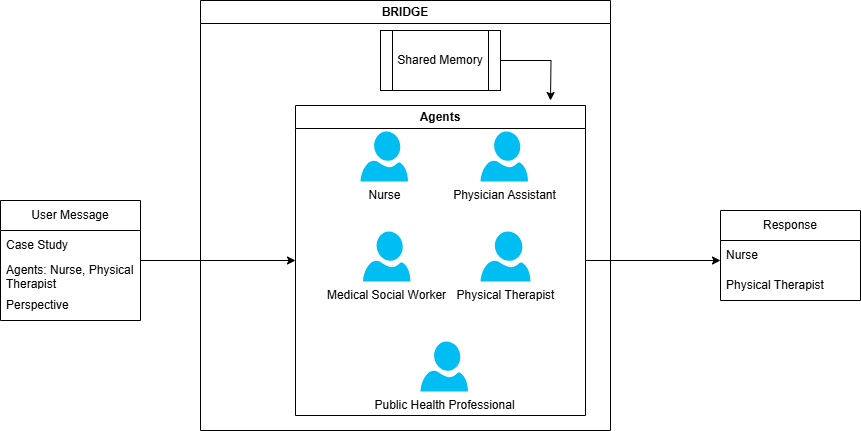 BRIDGE
Shared Memory
Agents
Nurse
Physician Assistant
Medical Social Worker
Physical Therapist
Public Health Professional
User Message
Case Study
Agents: Nurse, Physical
Therapist
Perspective
Response
Nurse
Physical Therapist